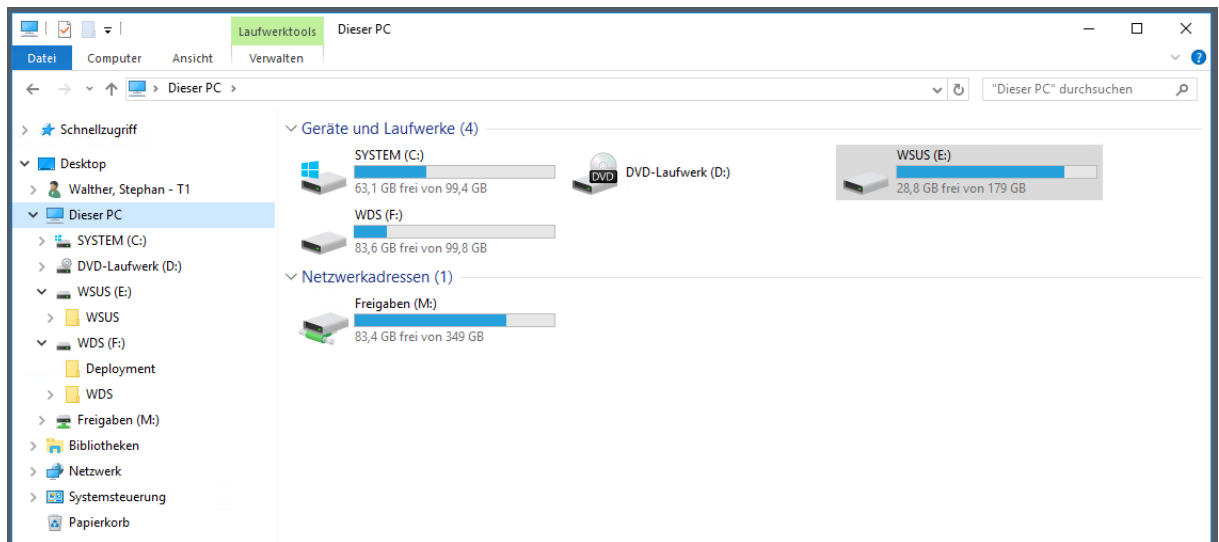 Laufwerktools Dieser PC
Datei Computer Ansicht Verwalten
Dieser PC "Dieser PC" durchsuchen
Schnellzugriff
Desktop
Walther, Stephan - T1
Dieser PC
SYSTEM (C:)
DVD-Laufwerk (D:)
WSUS (E:)
WSUS
WDS (F:)
Deployment
WDS
Freigaben (M:)
Bibliotheken
Netzwerk
Systemsteuerung
Papierkorb
Geräte und Laufwerke (4)
SYSTEM (C:)
63,1 GB frei von 99,4 GB
DVD
DVD-Laufwerk (D:)
WSUS (E:)
28,8 GB frei von 179 GB
WDS (F:)
83,6 GB frei von 99,8 GB
Netzwerkadressen (1)
Freigaben (M:)
83,4 GB frei von 349 GB